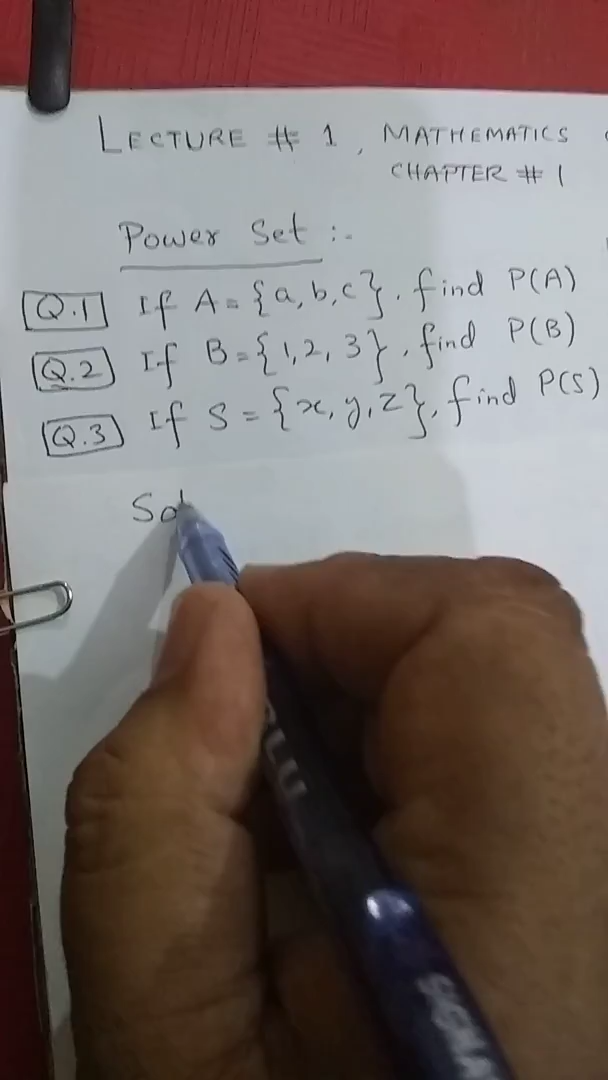 LECTURE # 1, MATHEMATICS
CHAPTER # 1
Power Set :-
Q.1 If A = {a, b, c}, find P(A)
Q.2 If B = {1, 2, 3}, find P(B)
Q.3 If S = {x, y, z}, find P(S)
Sol